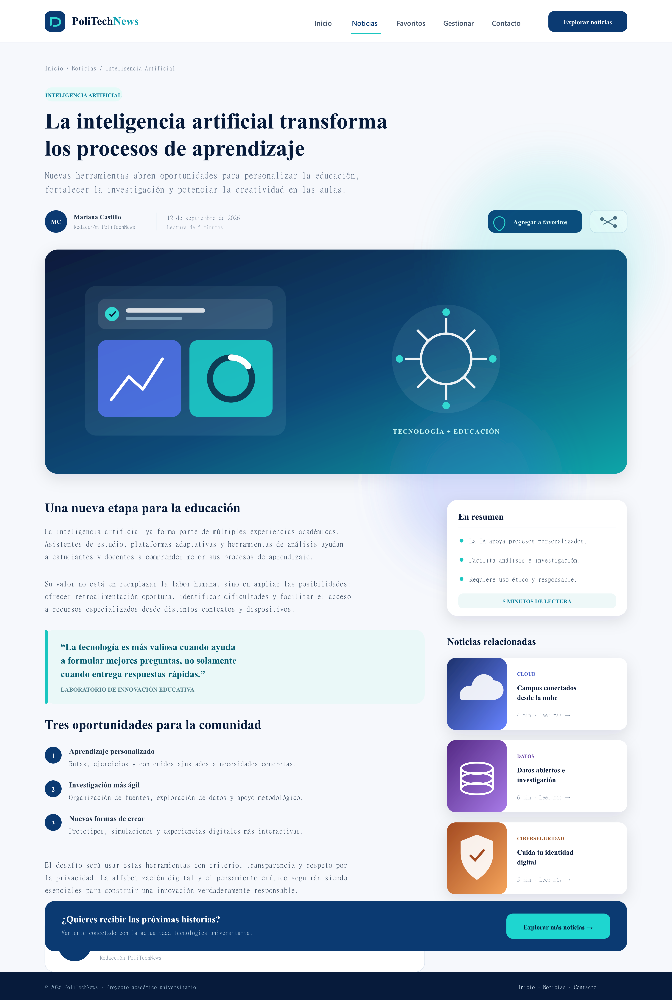 PoliTechNews
Inicio
Noticias
Favoritos
Gestionar
Contacto
Explorar noticias
Inicio / Noticias / Inteligencia Artificial
INTELIGENCIA ARTIFICIAL
La inteligencia artificial transforma
los procesos de aprendizaje
Nuevas herramientas abren oportunidades para personalizar la educación,
fortalecer la investigación y potenciar la creatividad en las aulas.
MC
Mariana Castillo
Redacción PoliTechNews
12 de septiembre de 2026
Lectura de 5 minutos
Agregar a favoritos
TECNOLOGÍA + EDUCACIÓN
Una nueva etapa para la educación
La inteligencia artificial ya forma parte de múltiples experiencias académicas.
Asistentes de estudio, plataformas adaptativas y herramientas de análisis ayudan
a estudiantes y docentes a comprender mejor sus procesos de aprendizaje.
Su valor no está en reemplazar la labor humana, sino en ampliar las posibilidades:
ofrecer retroalimentación oportuna, identificar dificultades y facilitar el acceso
a recursos especializados desde distintos contextos y dispositivos.
“La tecnología es más valiosa cuando ayuda
a formular mejores preguntas, no solamente
cuando entrega respuestas rápidas.”
LABORATORIO DE INNOVACIÓN EDUCATIVA
Tres oportunidades para la comunidad
1
Aprendizaje personalizado
Rutas, ejercicios y contenidos ajustados a necesidades concretas.
2
Investigación más ágil
Organización de fuentes, exploración de datos y apoyo metodológico.
3
Nuevas formas de crear
Prototipos, simulaciones y experiencias digitales más interactivas.
El desafío será usar estas herramientas con criterio, transparencia y respeto por
la privacidad. La alfabetización digital y el pensamiento crítico seguirán siendo
esenciales para construir una innovación verdaderamente responsable.
En resumen
La IA apoya procesos personalizados.
Facilita análisis e investigación.
Requiere uso ético y responsable.
5 MINUTOS DE LECTURA
Noticias relacionadas
CLOUD
Campus conectados
desde la nube
4 min · Leer más →
DATOS
Datos abiertos e
investigación
6 min · Leer más →
CIBERSEGURIDAD
Cuida tu identidad
digital
5 min · Leer más →
¿Quieres recibir las próximas historias?
Mantente conectado con la actualidad tecnológica universitaria.
Explorar más noticias →
Redacción PoliTechNews
© 2026 PoliTechNews · Proyecto académico universitario
Inicio · Noticias · Contacto